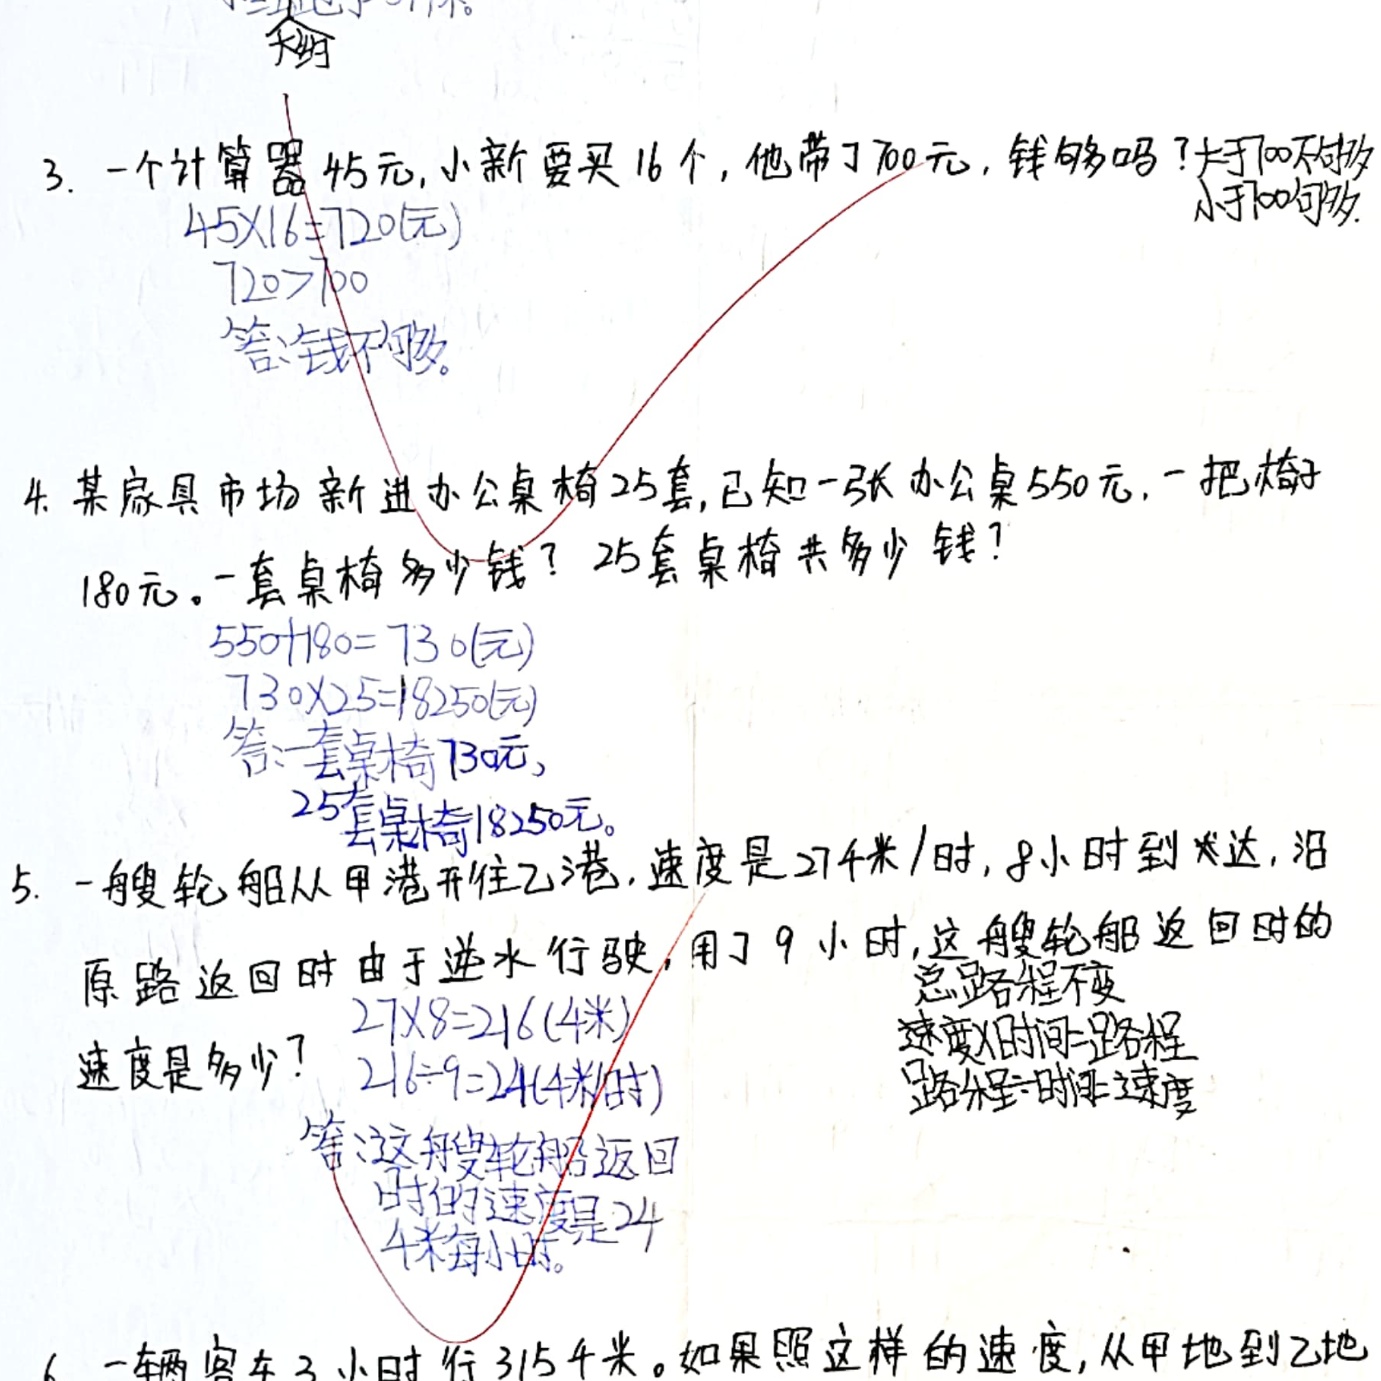 3. 一个计算器45元,小新要买16个,他带了700元,钱够吗?大于700不够
小于700够.
45×16=720(元)
720>700
答:钱不够。
4. 某家具市场新进办公桌椅25套,已知一张办公桌550元,一把椅子
180元。一套桌椅多少钱?25套桌椅共多少钱?
550+180=730(元)
730×25=18250(元)
答:一套桌椅730元,
25套桌椅18250元。
5. 一艘轮船从甲港开往乙港,速度是27千米/时,8小时到达,沿
原路返回时由于逆水行驶,用了9小时,这艘轮船返回时的
总路程不变
速度是多少?
27×8=216(千米)
速度×时间=路程
216÷9=24(千米/时)
路程÷时间=速度
答:这艘轮船返回
时的速度是24
千米每小时。
6. 一辆客车3小时行315千米。如果照这样的速度,从甲地到乙地